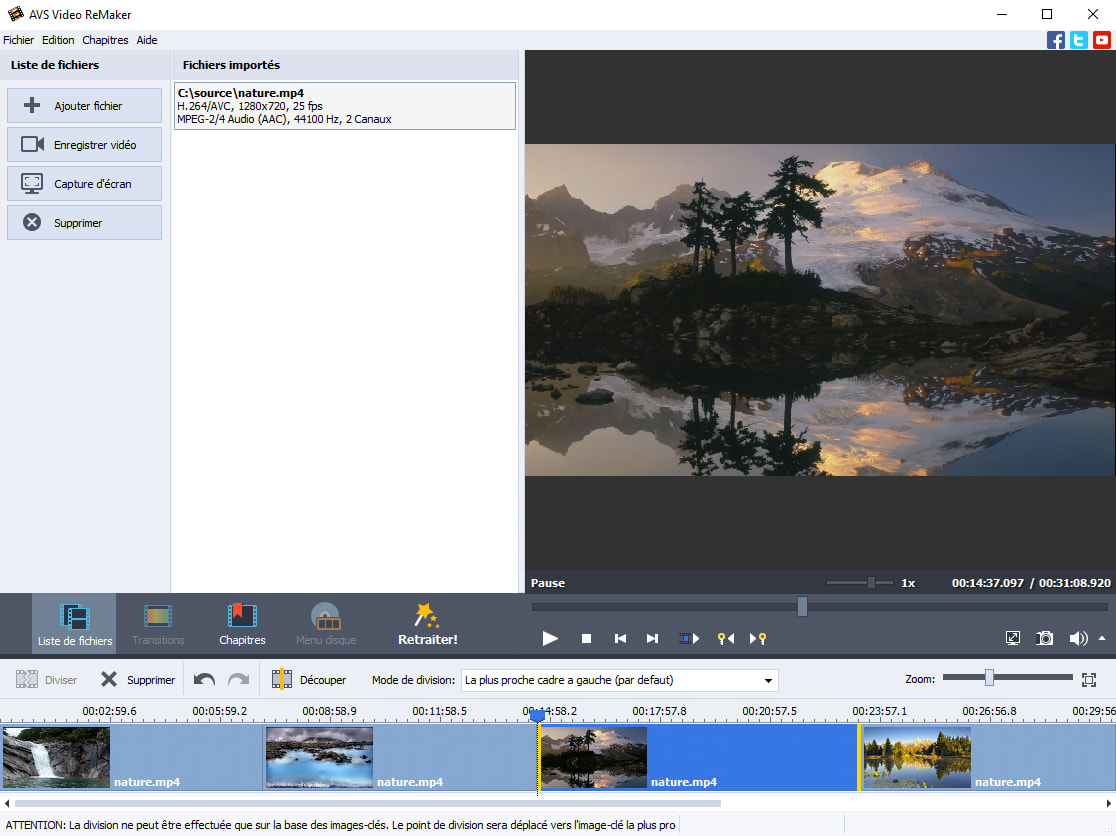 AVS Video ReMaker
Fichier Edition Chapitres Aide
Liste de fichiers
Fichiers importés
Ajouter fichier
Enregistrer vidéo
Capture d'écran
Supprimer
C:\source\nature.mp4
H.264/AVC, 1280x720, 25 fps
MPEG-2/4 Audio (AAC), 44100 Hz, 2 Canaux
Pause
1x
00:14:37.097 / 00:31:08.920
Liste de fichiers
Transitions
Chapitres
Menu disque
Retraiter!
Diviser
Supprimer
Découper
Mode de division:
La plus proche cadre a gauche (par defaut)
Zoom:
00:02:59.6 00:05:59.2 00:08:58.9 00:11:58.5 00:14:58.2 00:17:57.8 00:20:57.5 00:23:57.1 00:26:56.8 00:29:56
nature.mp4 nature.mp4 nature.mp4 nature.mp4
ATTENTION: La division ne peut être effectuée que sur la base des images-clés. Le point de division sera déplacé vers l'image-clé la plus pro